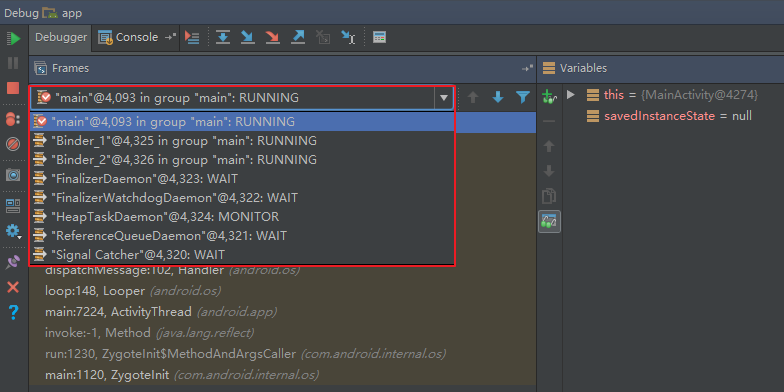 Debug app
Debugger Console
Frames
"main"@4,093 in group "main": RUNNING
"main"@4,093 in group "main": RUNNING
"Binder_1"@4,325 in group "main": RUNNING
"Binder_2"@4,326 in group "main": RUNNING
"FinalizerDaemon"@4,323: WAIT
"FinalizerWatchdogDaemon"@4,322: WAIT
"HeapTaskDaemon"@4,324: MONITOR
"ReferenceQueueDaemon"@4,321: WAIT
"Signal Catcher"@4,320: WAIT
dispatchMessage:102, Handler (android.os)
loop:148, Looper (android.os)
main:7224, ActivityThread (android.app)
invoke:-1, Method (java.lang.reflect)
run:1230, ZygoteInit$MethodAndArgsCaller (com.android.internal.os)
main:1120, ZygoteInit (com.android.internal.os)
Variables
this = {MainActivity@4274}
savedInstanceState = null